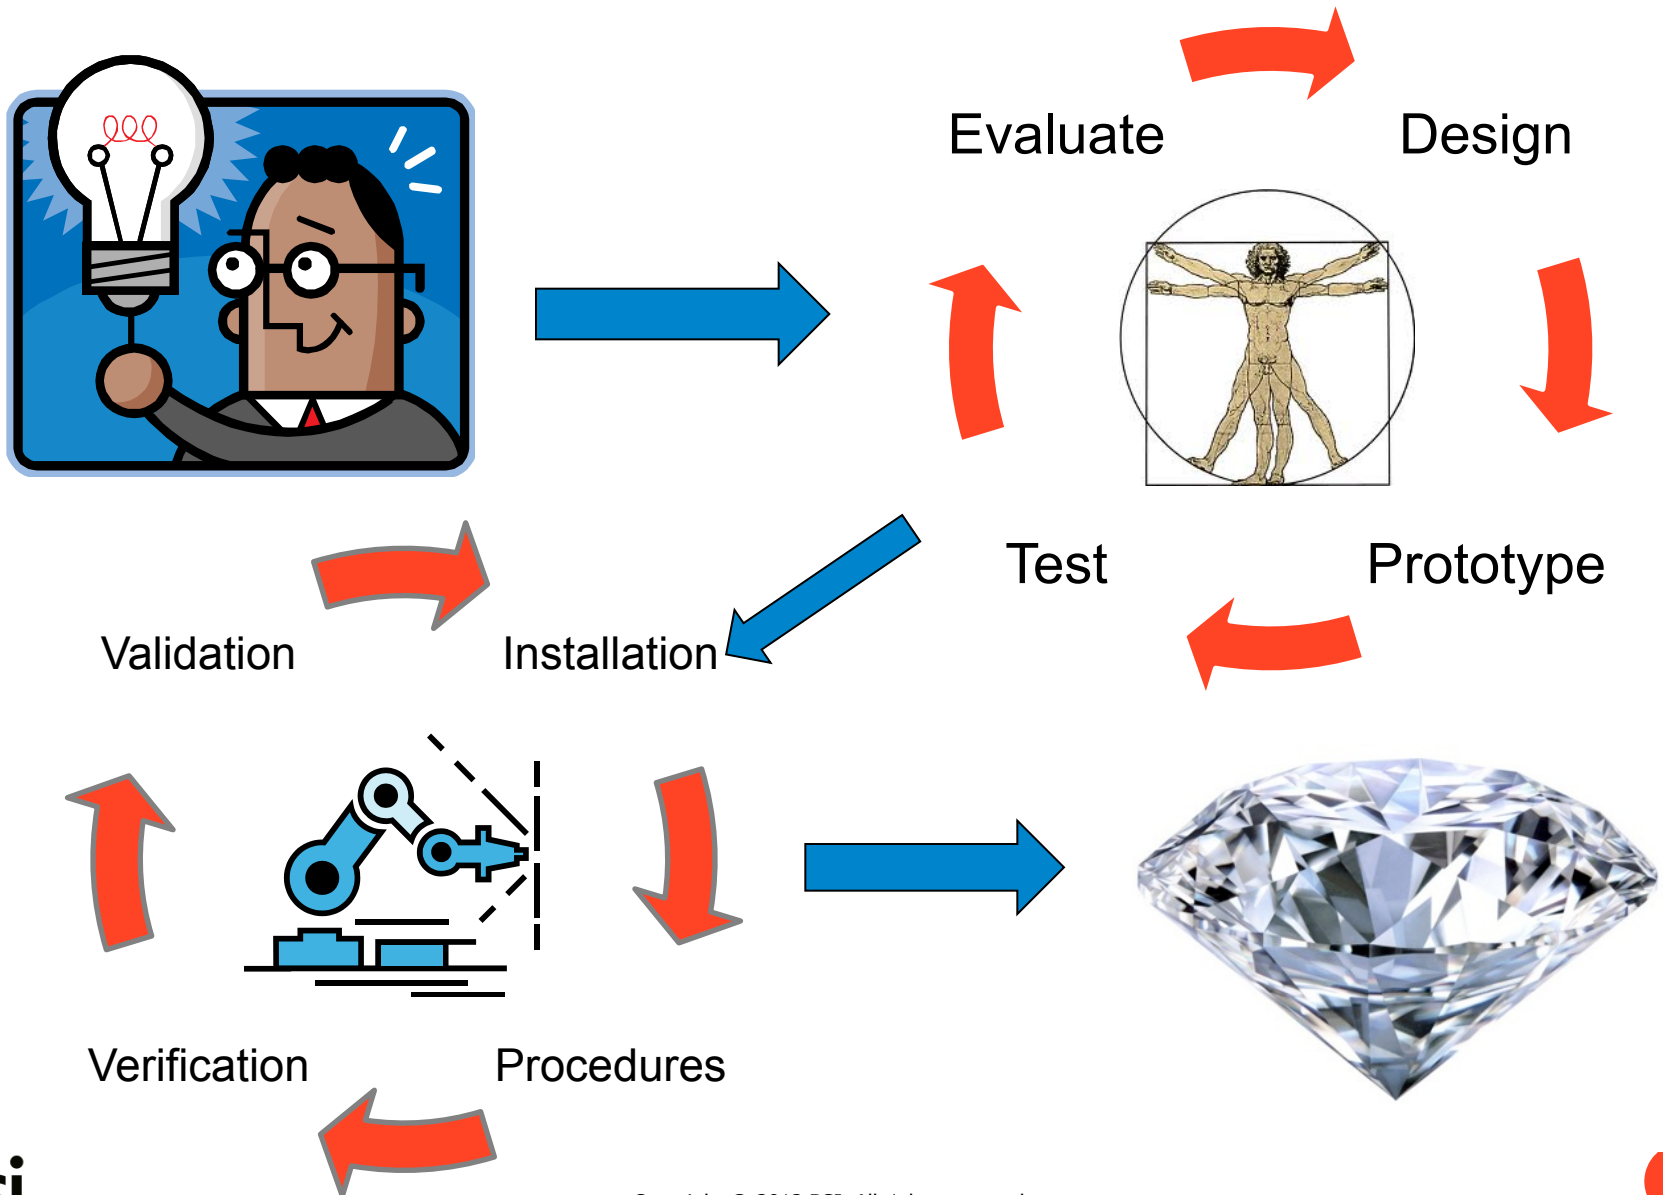 Evaluate
Design
Test
Prototype
Validation
Installation
Verification
Procedures